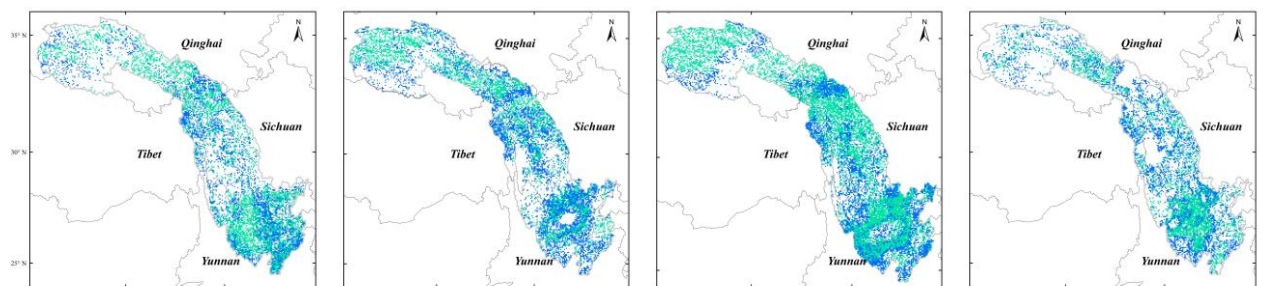 N N N N
35° N Qinghai Qinghai Qinghai Qinghai
Sichuan Sichuan Sichuan Sichuan
30° N Tibet Tibet Tibet Tibet
25° N Yunnan Yunnan Yunnan Yunnan